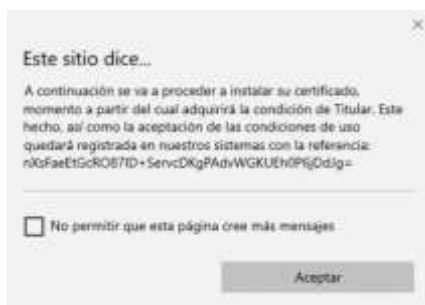 Este sitio dice...
A continuación se va a proceder a instalar su certificado,
momento a partir del cual adquirirá la condición de Titular. Este
hecho, así como la aceptación de las condiciones de uso
quedará registrada en nuestros sistemas con la referencia:
No permitir que esta página cree más mensajes
Aceptar